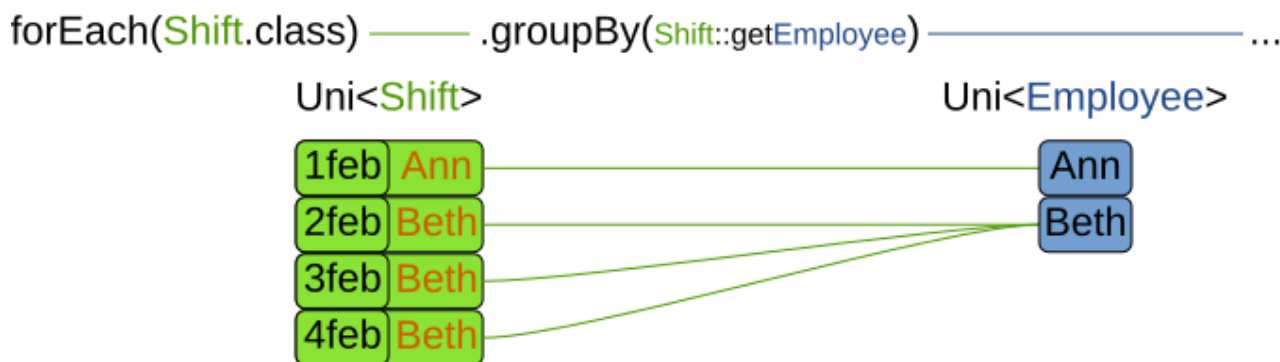 forEach(Shift.class) .groupBy(Shift::getEmployee) ...
Uni<Shift> Uni<Employee>
1feb Ann Ann
2feb Beth Beth
3feb Beth
4feb Beth